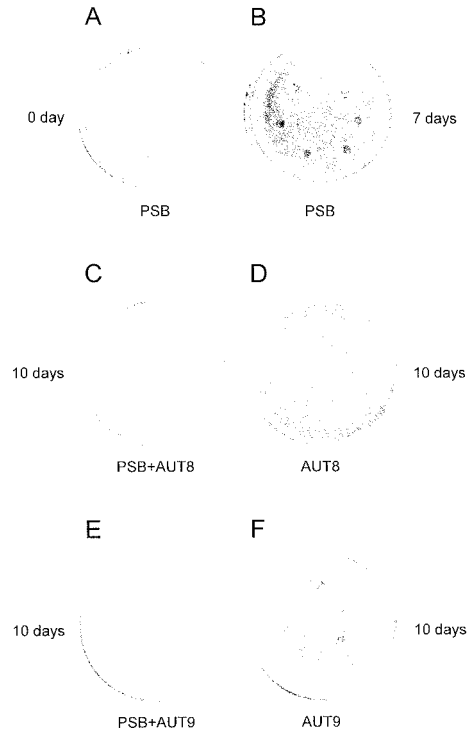 A B
0 day 7 days
PSB PSB
C D
10 days 10 days
PSB+AUT8 AUT8
E F
10 days 10 days
PSB+AUT9 AUT9